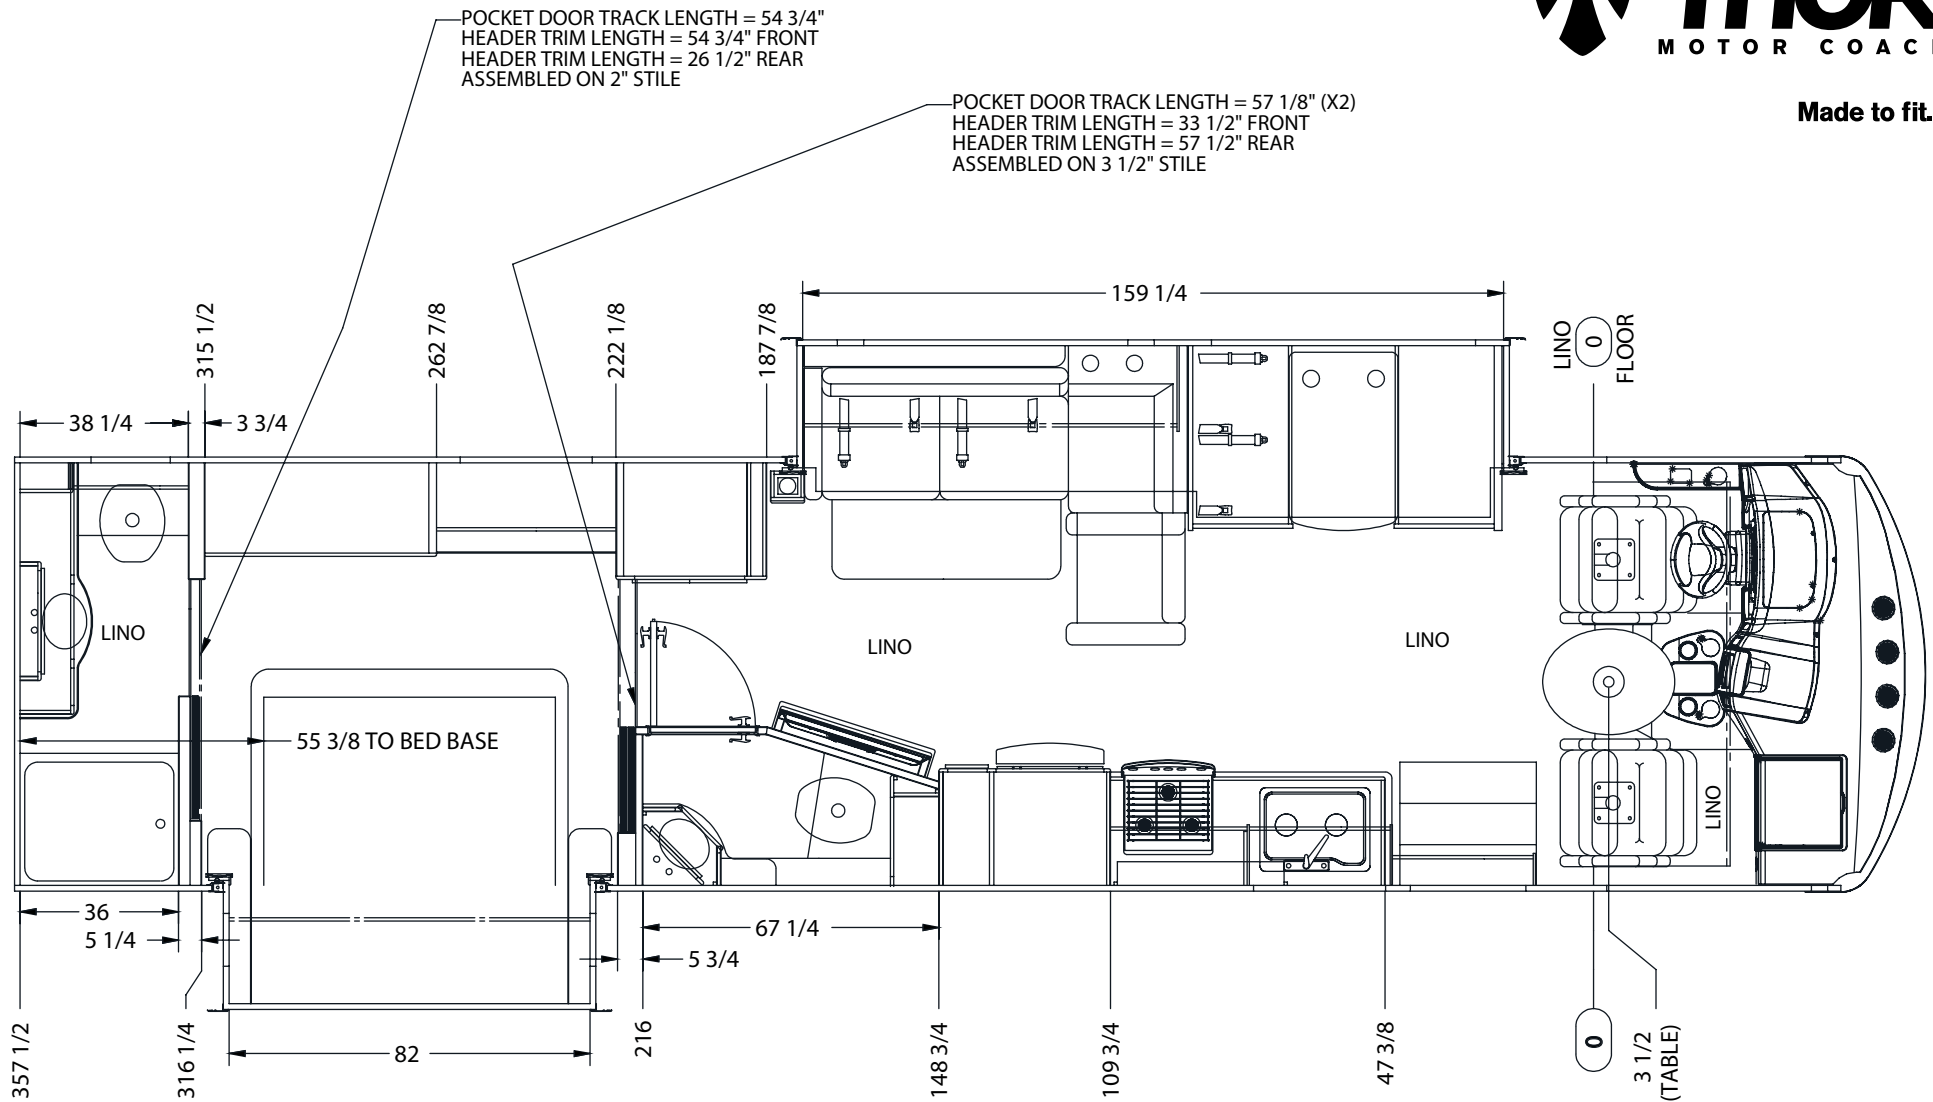 POCKET DOOR TRACK LENGTH = 54 3/4"
HEADER TRIM LENGTH = 54 3/4" FRONT
HEADER TRIM LENGTH = 26 1/2" REAR
ASSEMBLED ON 2" STILE
MOTOR COACH
Made to fit.
POCKET DOOR TRACK LENGTH = 57 1/8" (X2)
HEADER TRIM LENGTH = 33 1/2" FRONT
HEADER TRIM LENGTH = 57 1/2" REAR
ASSEMBLED ON 3 1/2" STILE
159 1/4
315 1/2
262 7/8
222 1/8
187 7/8
LINO
0
FLOOR
38 1/4
3 3/4
LINO
LINO
LINO
55 3/8 TO BED BASE
LINO
36
5 1/4
67 1/4
5 3/4
82
357 1/2
316 1/4
216
148 3/4
109 3/4
47 3/8
0
3 1/2
(TABLE)